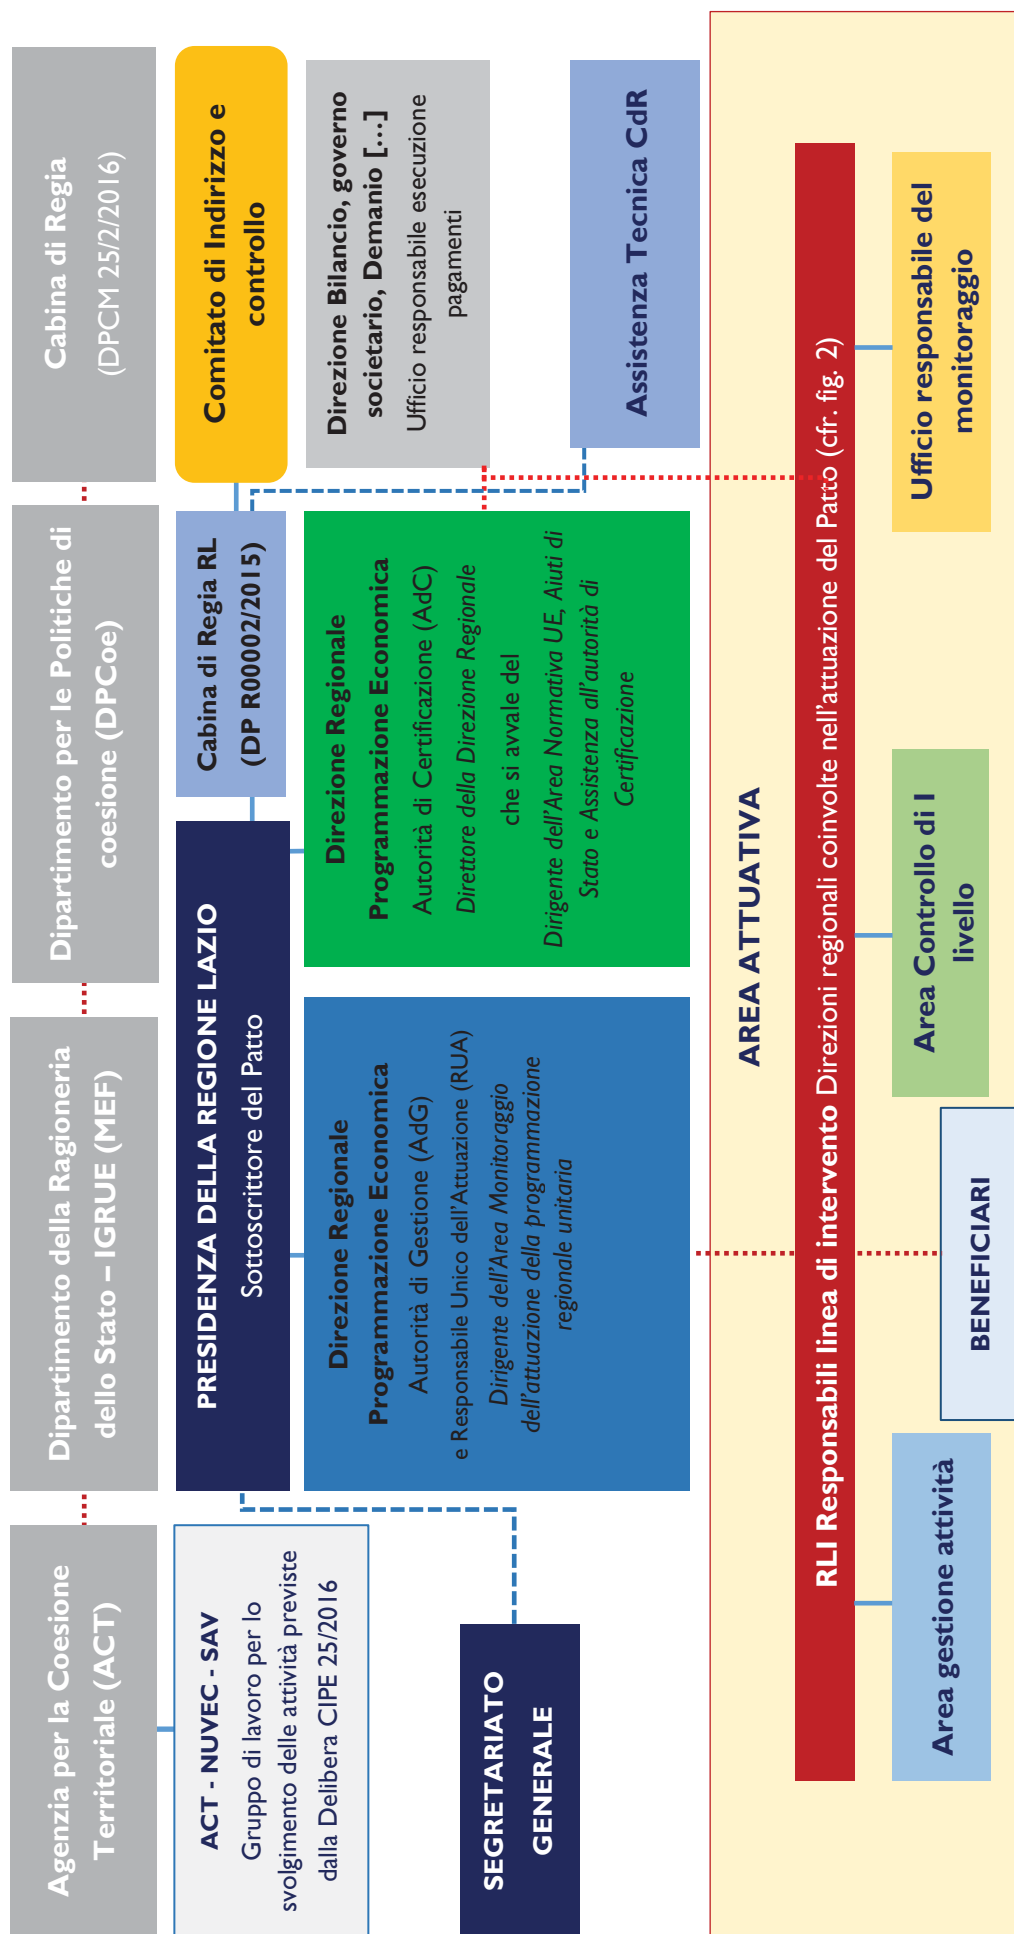 Agenzia per la Coesione
Territoriale (ACT)
Dipartimento della Ragioneria
dello Stato – IGRUE (MEF)
Dipartimento per le Politiche di
coesione (DPCoe)
Cabina di Regia
(DPCM 25/2/2016)
ACT - NUVEC - SAV
Gruppo di lavoro per lo
svolgimento delle attività previste
dalla Delibera CIPE 25/2016
PRESIDENZA DELLA REGIONE LAZIO
Sottoscrittore del Patto
Cabina di Regia RL
(DP R00002/2015)
Comitato di Indirizzo e
controllo
SEGRETARIATO
GENERALE
Direzione Regionale
Programmazione Economica
Autorità di Gestione (AdG)
e Responsabile Unico dell'Attuazione (RUA)
Dirigente dell'Area Monitoraggio
dell'attuazione della programmazione
regionale unitaria
Direzione Regionale
Programmazione Economica
Autorità di Certificazione (AdC)
Direttore della Direzione Regionale
che si avvale del
Dirigente dell'Area Normativa UE, Aiuti di
Stato e Assistenza all'autorità di
Certificazione
Direzione Bilancio, governo
societario, Demanio [...]
Ufficio responsabile esecuzione
pagamenti
Assistenza Tecnica CdR
AREA ATTUATIVA
RLI Responsabili linea di intervento Direzioni regionali coinvolte nell'attuazione del Patto (cfr. fig. 2)
Area gestione attività
BENEFICIARI
Area Controllo di I
livello
Ufficio responsabile del
monitoraggio